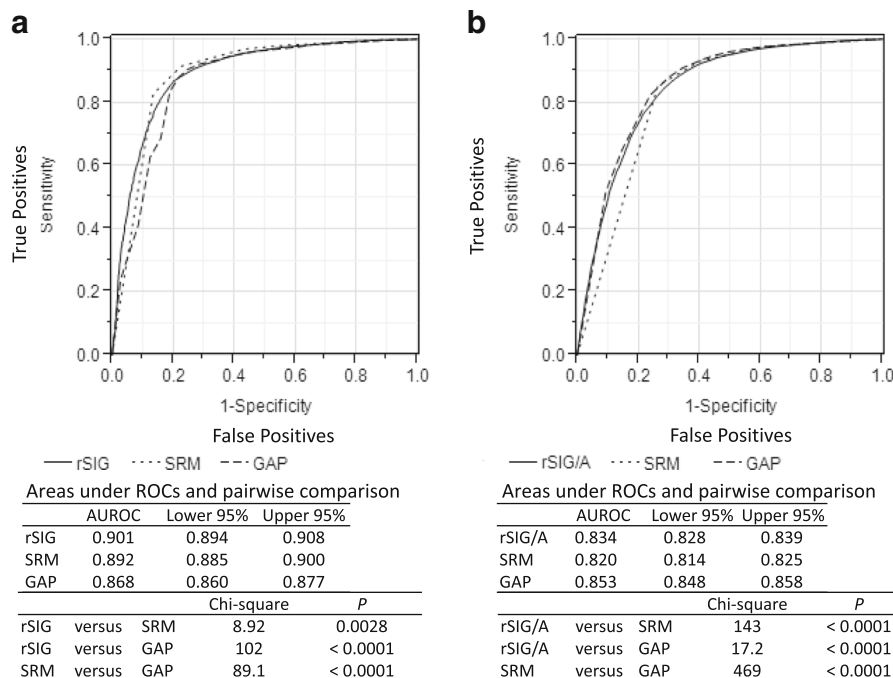 a
1.0
0.8
0.6
0.4
0.2
0.0
True Positives
Sensitivity
0.0 0.2 0.4 0.6 0.8 1.0
1-Specificity
False Positives
rSIG SRM GAP
Areas under ROCs and pairwise comparison
AUROC Lower 95% Upper 95%
rSIG 0.901 0.894 0.908
SRM 0.892 0.885 0.900
GAP 0.868 0.860 0.877
Chi-square P
rSIG versus SRM 8.92 0.0028
rSIG versus GAP 102 < 0.0001
SRM versus GAP 89.1 < 0.0001
b
1.0
0.8
0.6
0.4
0.2
0.0
True Positives
Sensitivity
0.0 0.2 0.4 0.6 0.8 1.0
1-Specificity
False Positives
rSIG/A SRM GAP
Areas under ROCs and pairwise comparison
AUROC Lower 95% Upper 95%
rSIG/A 0.834 0.828 0.839
SRM 0.820 0.814 0.825
GAP 0.853 0.848 0.858
Chi-square P
rSIG/A versus SRM 143 < 0.0001
rSIG/A versus GAP 17.2 < 0.0001
SRM versus GAP 469 < 0.0001